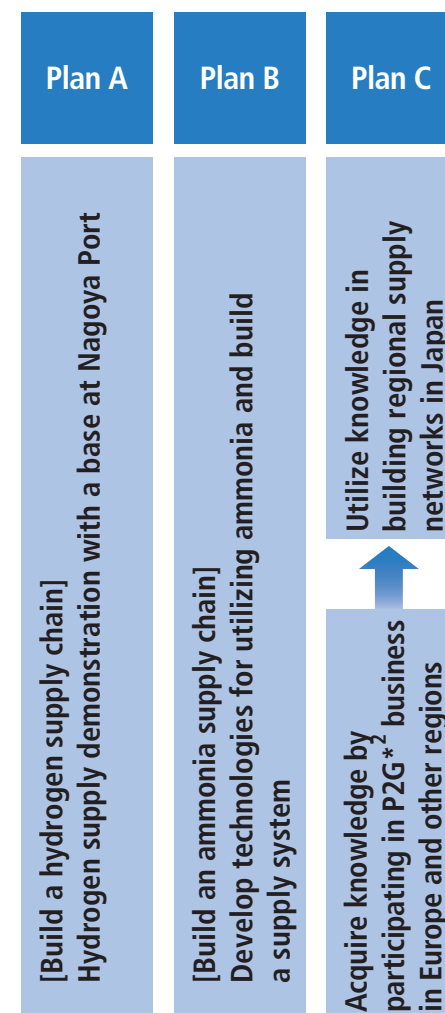 Plan A
[Build a hydrogen supply chain]
Hydrogen supply demonstration with a base at Nagoya Port
Plan B
[Build an ammonia supply chain]
Develop technologies for utilizing ammonia and build
a supply system
Plan C
Acquire knowledge by
participating in P2G*2 business
in Europe and other regions
Utilize knowledge in
building regional supply
networks in Japan